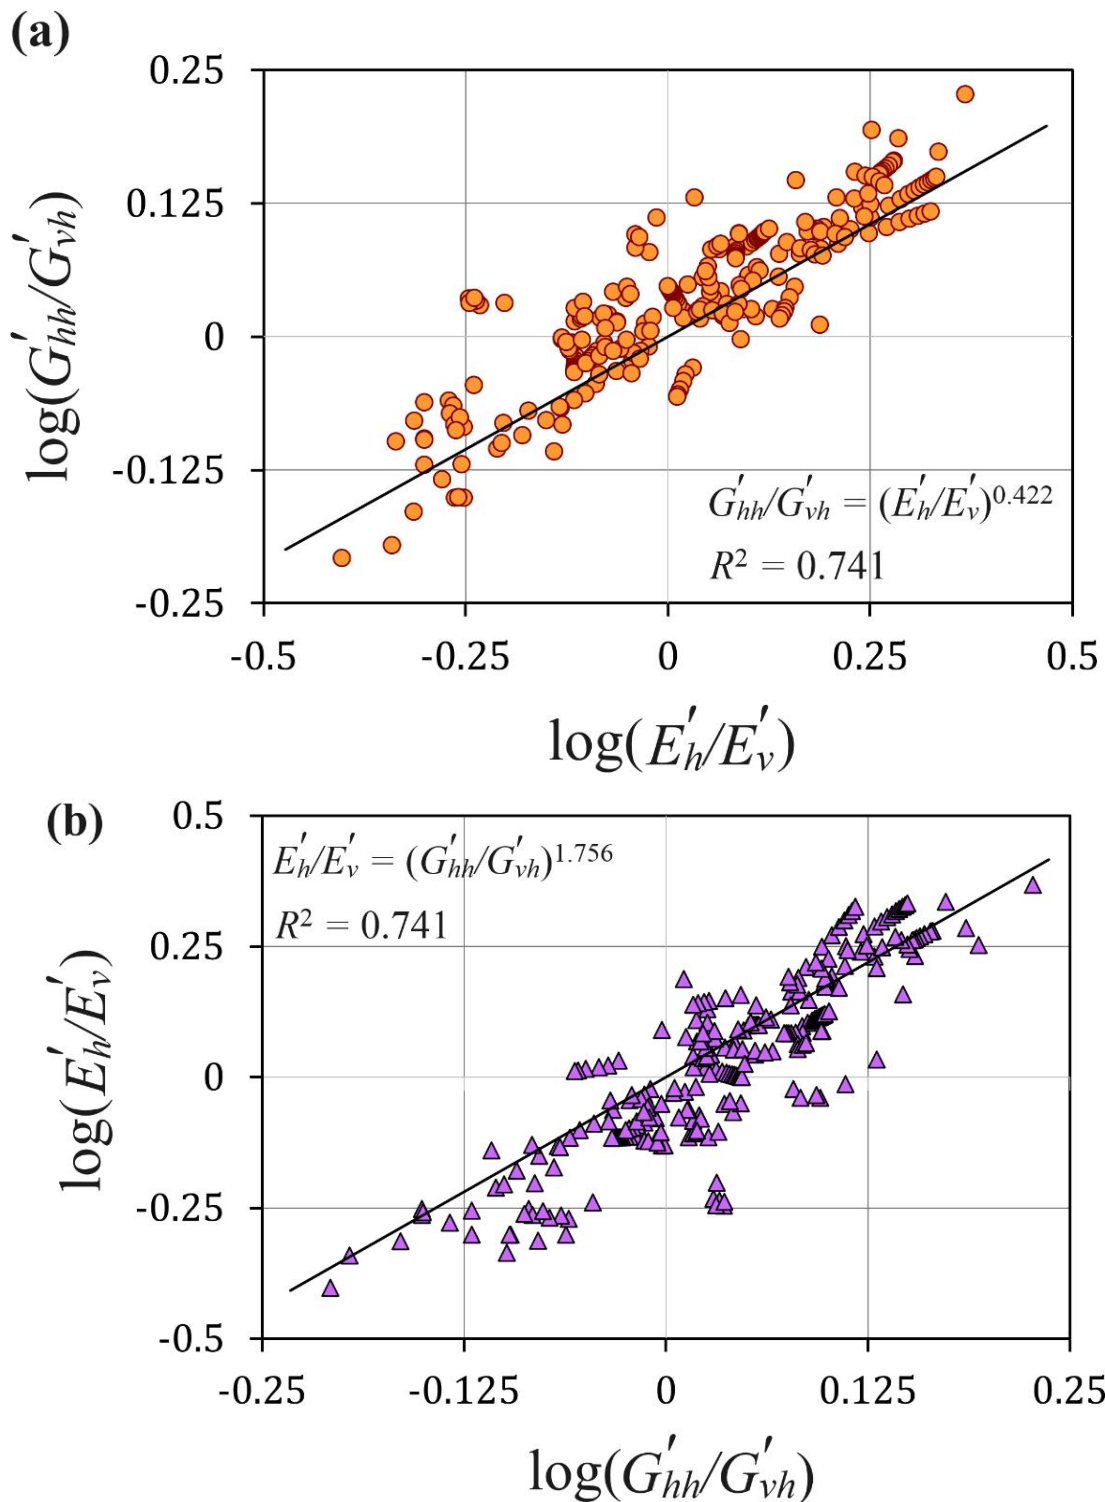 (a)
0.25
0.125
0
-0.125
-0.25
log(G′hh/G′vh)
G′hh/G′vh = (E′h/E′v)^0.422
R² = 0.741
-0.5 -0.25 0 0.25 0.5
log(E′h/E′v)
(b)
0.5
0.25
0
-0.25
-0.5
log(E′h/E′v)
E′h/E′v = (G′hh/G′vh)^1.756
R² = 0.741
-0.25 -0.125 0 0.125 0.25
log(G′hh/G′vh)